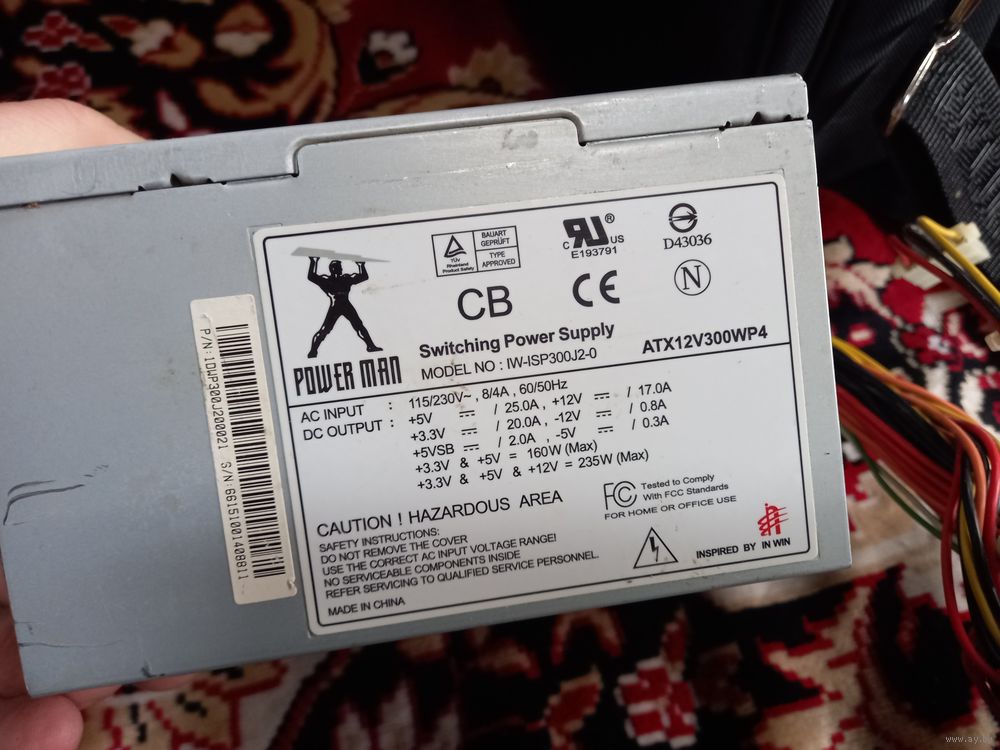 POWER MAN
TÜV
Rheinland
Product Safety
BAUART
GEPRÜFT
TYPE
APPROVED
C RU US ®
E193791
D43036
CB
CE
N
Switching Power Supply
MODEL NO : IW-ISP300J2-0
ATX12V300WP4
AC INPUT : 115/230V~ , 8/4A , 60/50Hz
DC OUTPUT : +5V ⎓ / 25.0A , +12V ⎓ / 17.0A
+3.3V ⎓ / 20.0A , -12V ⎓ / 0.8A
+5VSB ⎓ / 2.0A , -5V ⎓ / 0.3A
+3.3V & +5V = 160W (Max)
+3.3V & +5V & +12V = 235W (Max)
CAUTION ! HAZARDOUS AREA
SAFETY INSTRUCTIONS:
DO NOT REMOVE THE COVER
USE THE CORRECT AC INPUT VOLTAGE RANGE!
NO SERVICEABLE COMPONENTS INSIDE
REFER SERVICING TO QUALIFIED SERVICE PERSONNEL.
MADE IN CHINA
FC Tested to Comply
With FCC Standards
FOR HOME OR OFFICE USE
INSPIRED BY IN WIN
P/N:1DWP300J200021 S/N:66151001408811